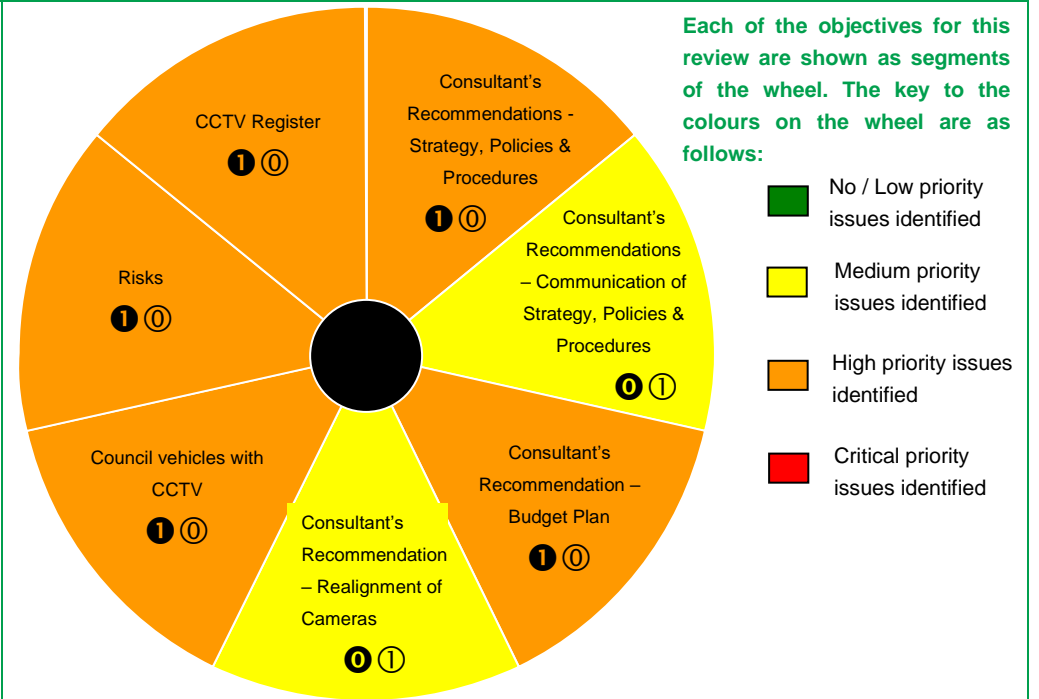 Each of the objectives for this
review are shown as segments
of the wheel. The key to the
colours on the wheel are as
follows:
No / Low priority
issues identified
Medium priority
issues identified
High priority issues
identified
Critical priority
issues identified
Consultant's
Recommendations -
Strategy, Policies &
Procedures
❶ ⓪
Consultant's
Recommendations
– Communication of
Strategy, Policies &
Procedures
⓿ ①
Consultant's
Recommendation –
Budget Plan
❶ ⓪
Consultant's
Recommendation
– Realignment of
Cameras
⓿ ①
Council vehicles with
CCTV
❶ ⓪
Risks
❶ ⓪
CCTV Register
❶ ⓪